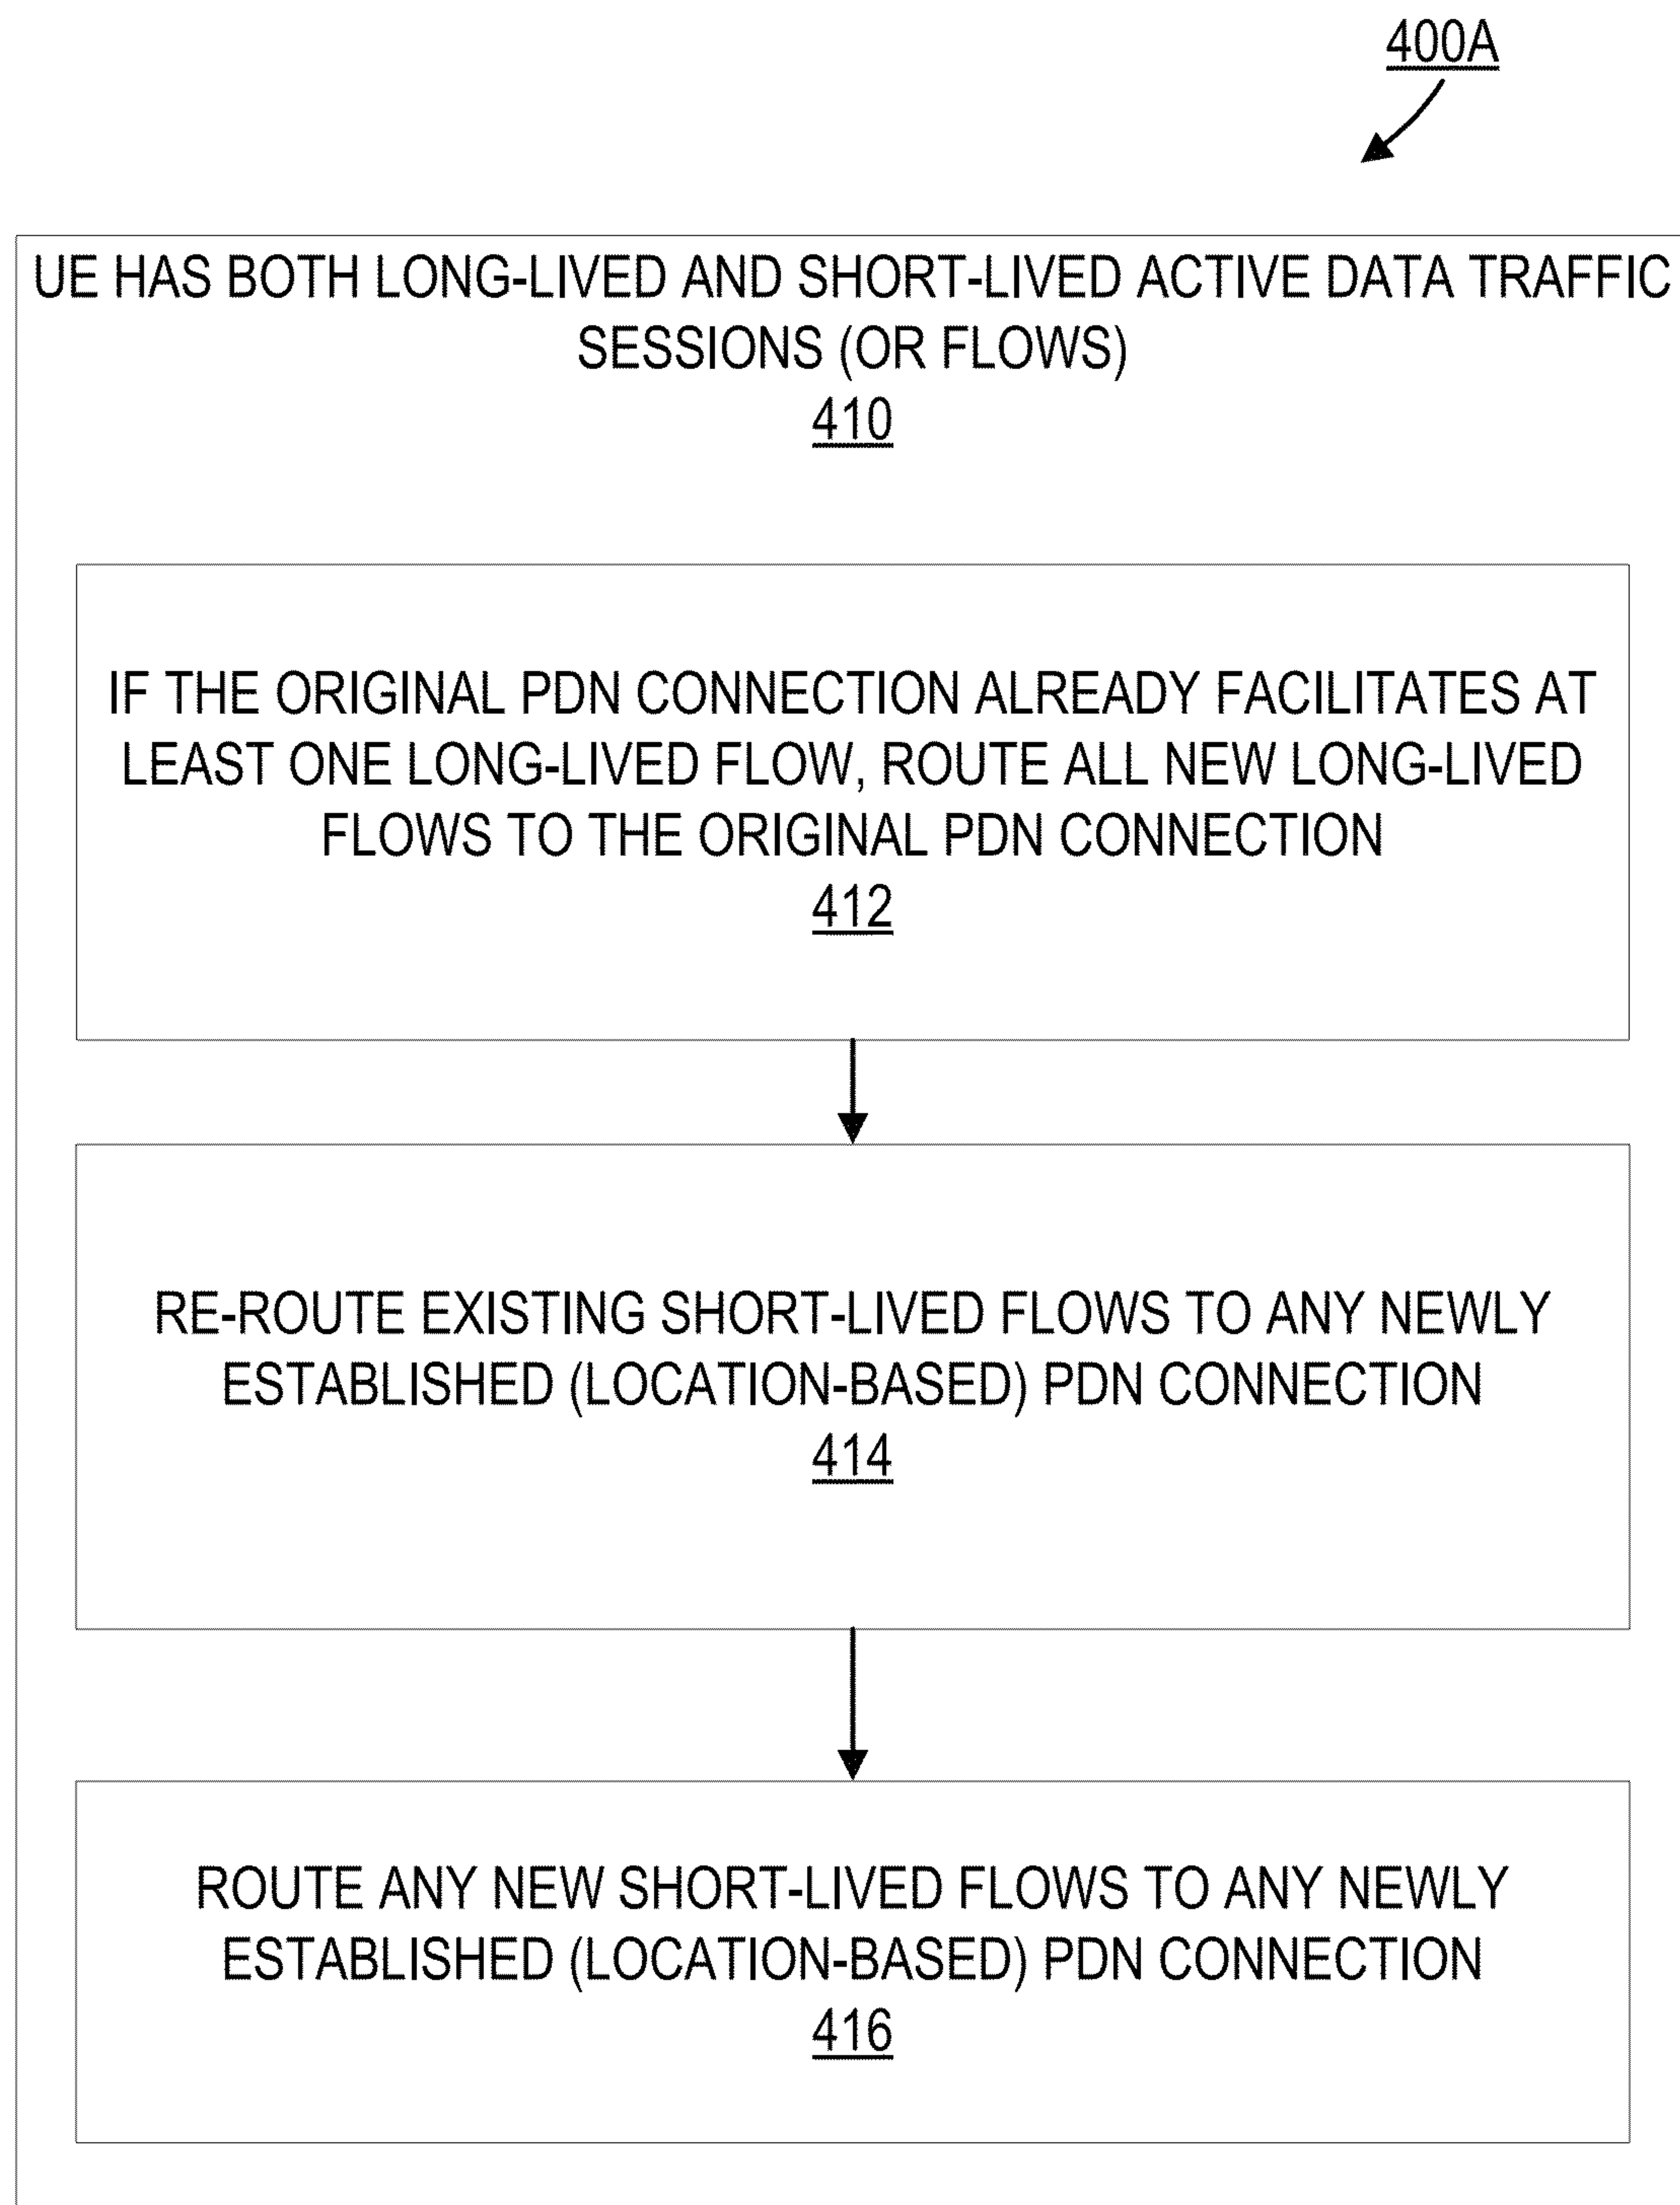 400A
UE HAS BOTH LONG-LIVED AND SHORT-LIVED ACTIVE DATA TRAFFIC
SESSIONS (OR FLOWS)
410
IF THE ORIGINAL PDN CONNECTION ALREADY FACILITATES AT
LEAST ONE LONG-LIVED FLOW, ROUTE ALL NEW LONG-LIVED
FLOWS TO THE ORIGINAL PDN CONNECTION
412
RE-ROUTE EXISTING SHORT-LIVED FLOWS TO ANY NEWLY
ESTABLISHED (LOCATION-BASED) PDN CONNECTION
414
ROUTE ANY NEW SHORT-LIVED FLOWS TO ANY NEWLY
ESTABLISHED (LOCATION-BASED) PDN CONNECTION
416